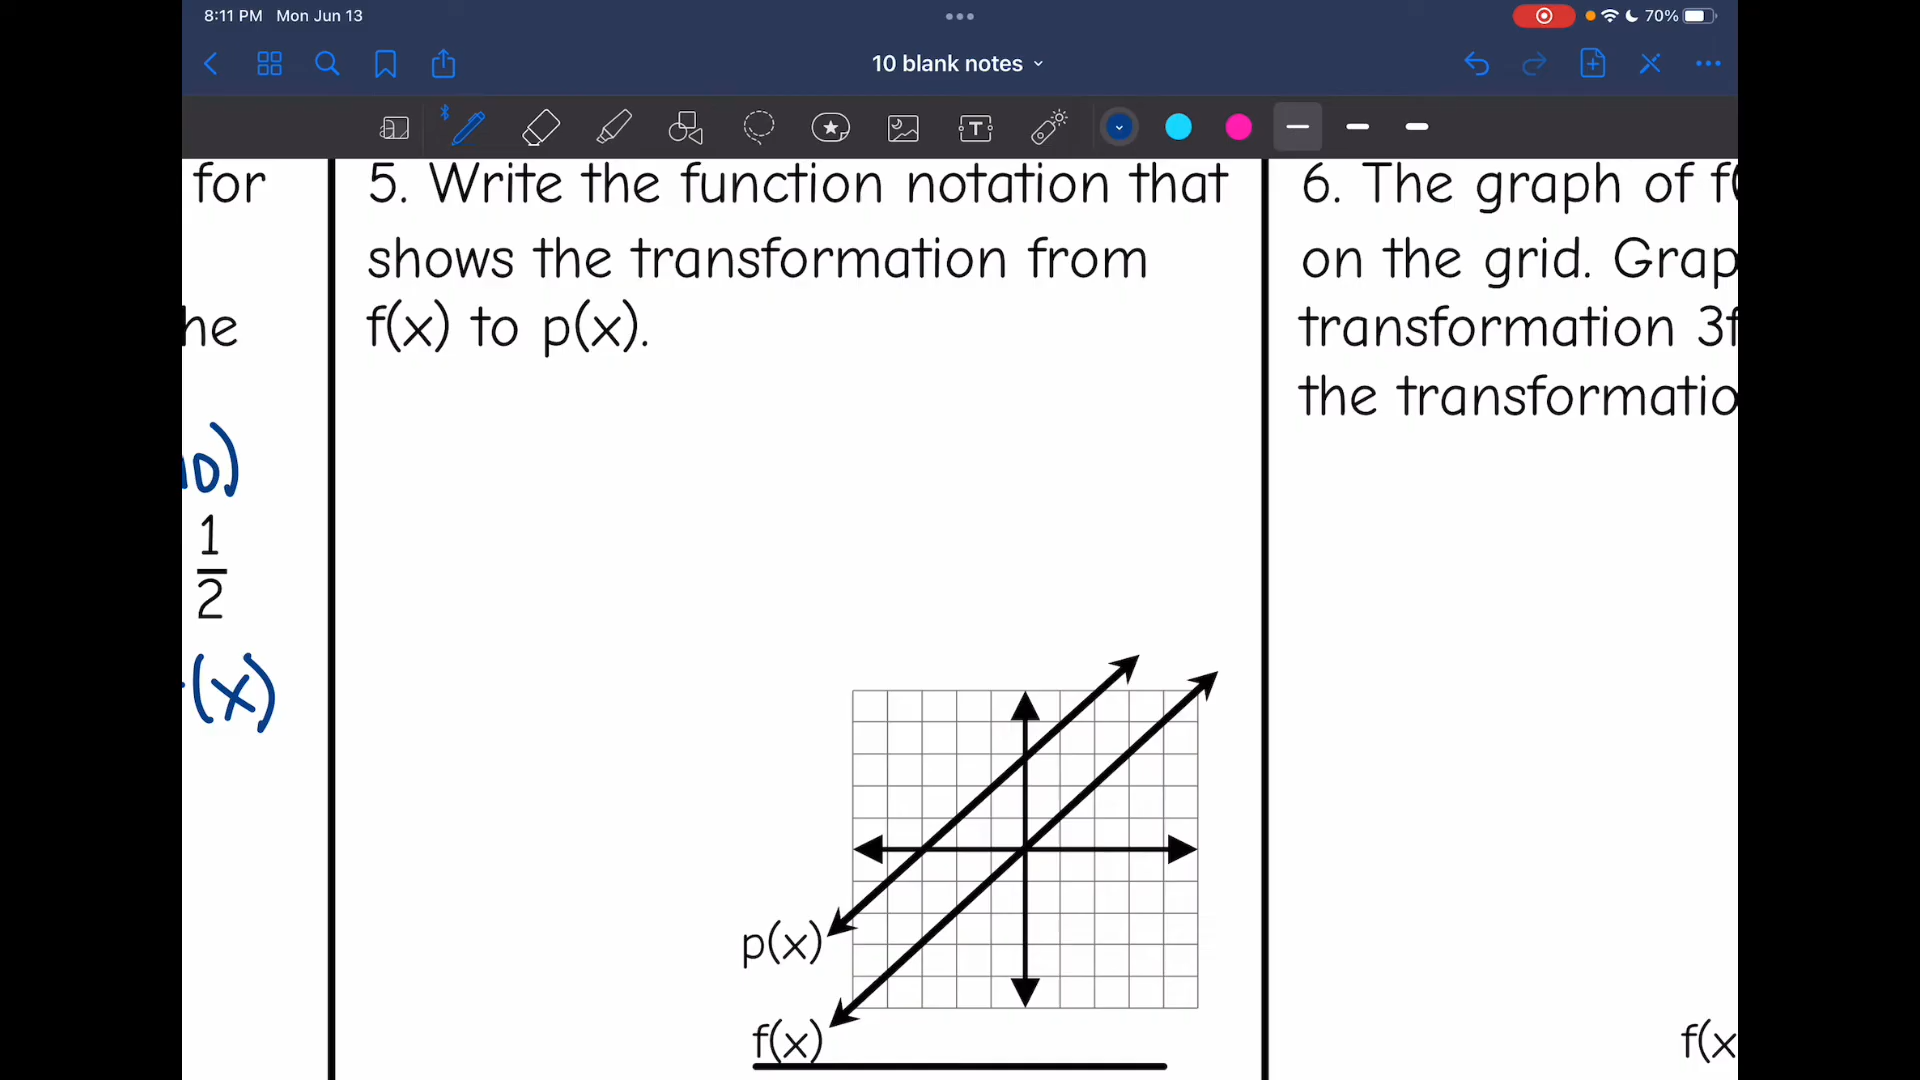 8:11 PM Mon Jun 13
70%
10 blank notes
T
for
he
10)
1
2
(x)
5. Write the function notation that
shows the transformation from
f(x) to p(x).
p(x)
f(x)
6. The graph of f(
on the grid. Grap
transformation 3f
the transformatio
f(x